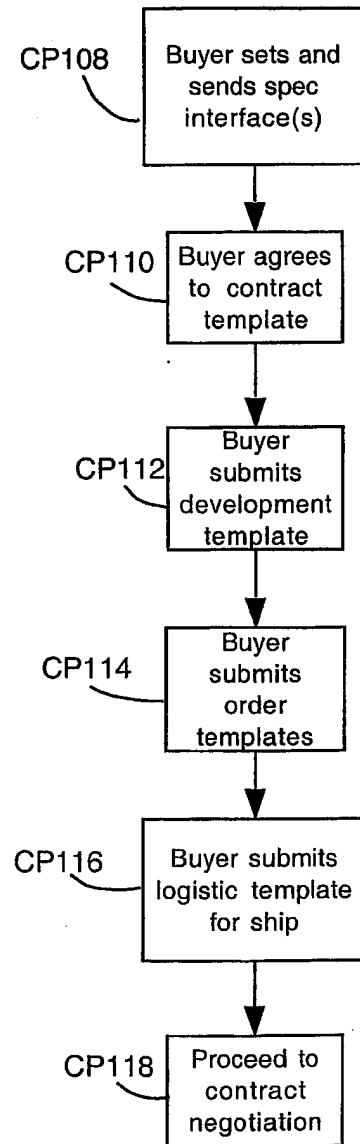 CP108
Buyer sets and
sends spec
interface(s)
CP110
Buyer agrees
to contract
template
CP112
Buyer
submits
development
template
CP114
Buyer
submits
order
templates
CP116
Buyer submits
logistic template
for ship
CP118
Proceed to
contract
negotiation